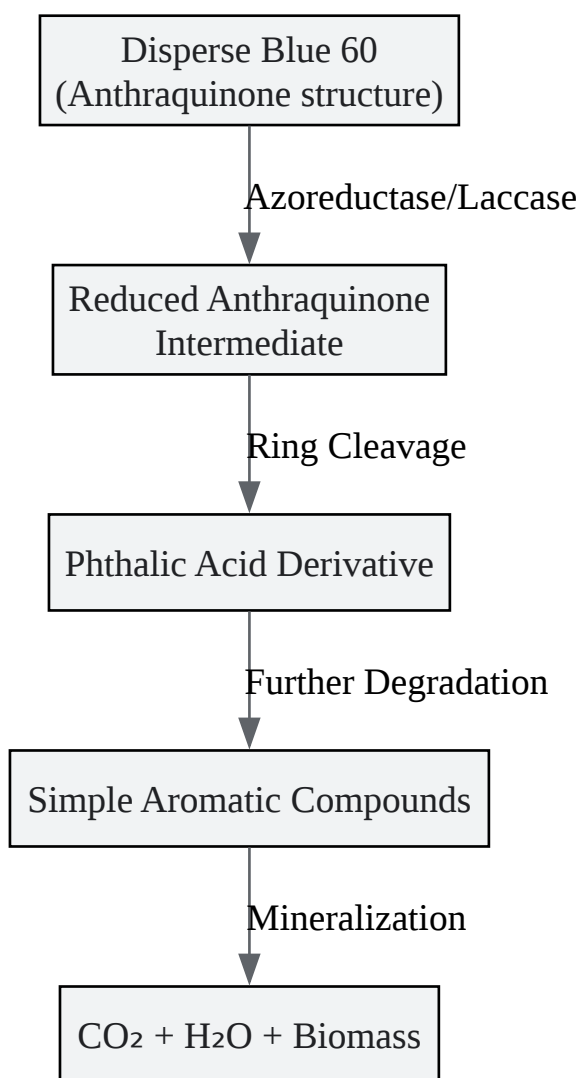 Disperse Blue 60
(Anthraquinone structure)
Azoreductase/Laccase
Reduced Anthraquinone
Intermediate
Ring Cleavage
Phthalic Acid Derivative
Further Degradation
Simple Aromatic Compounds
Mineralization
CO₂ + H₂O + Biomass